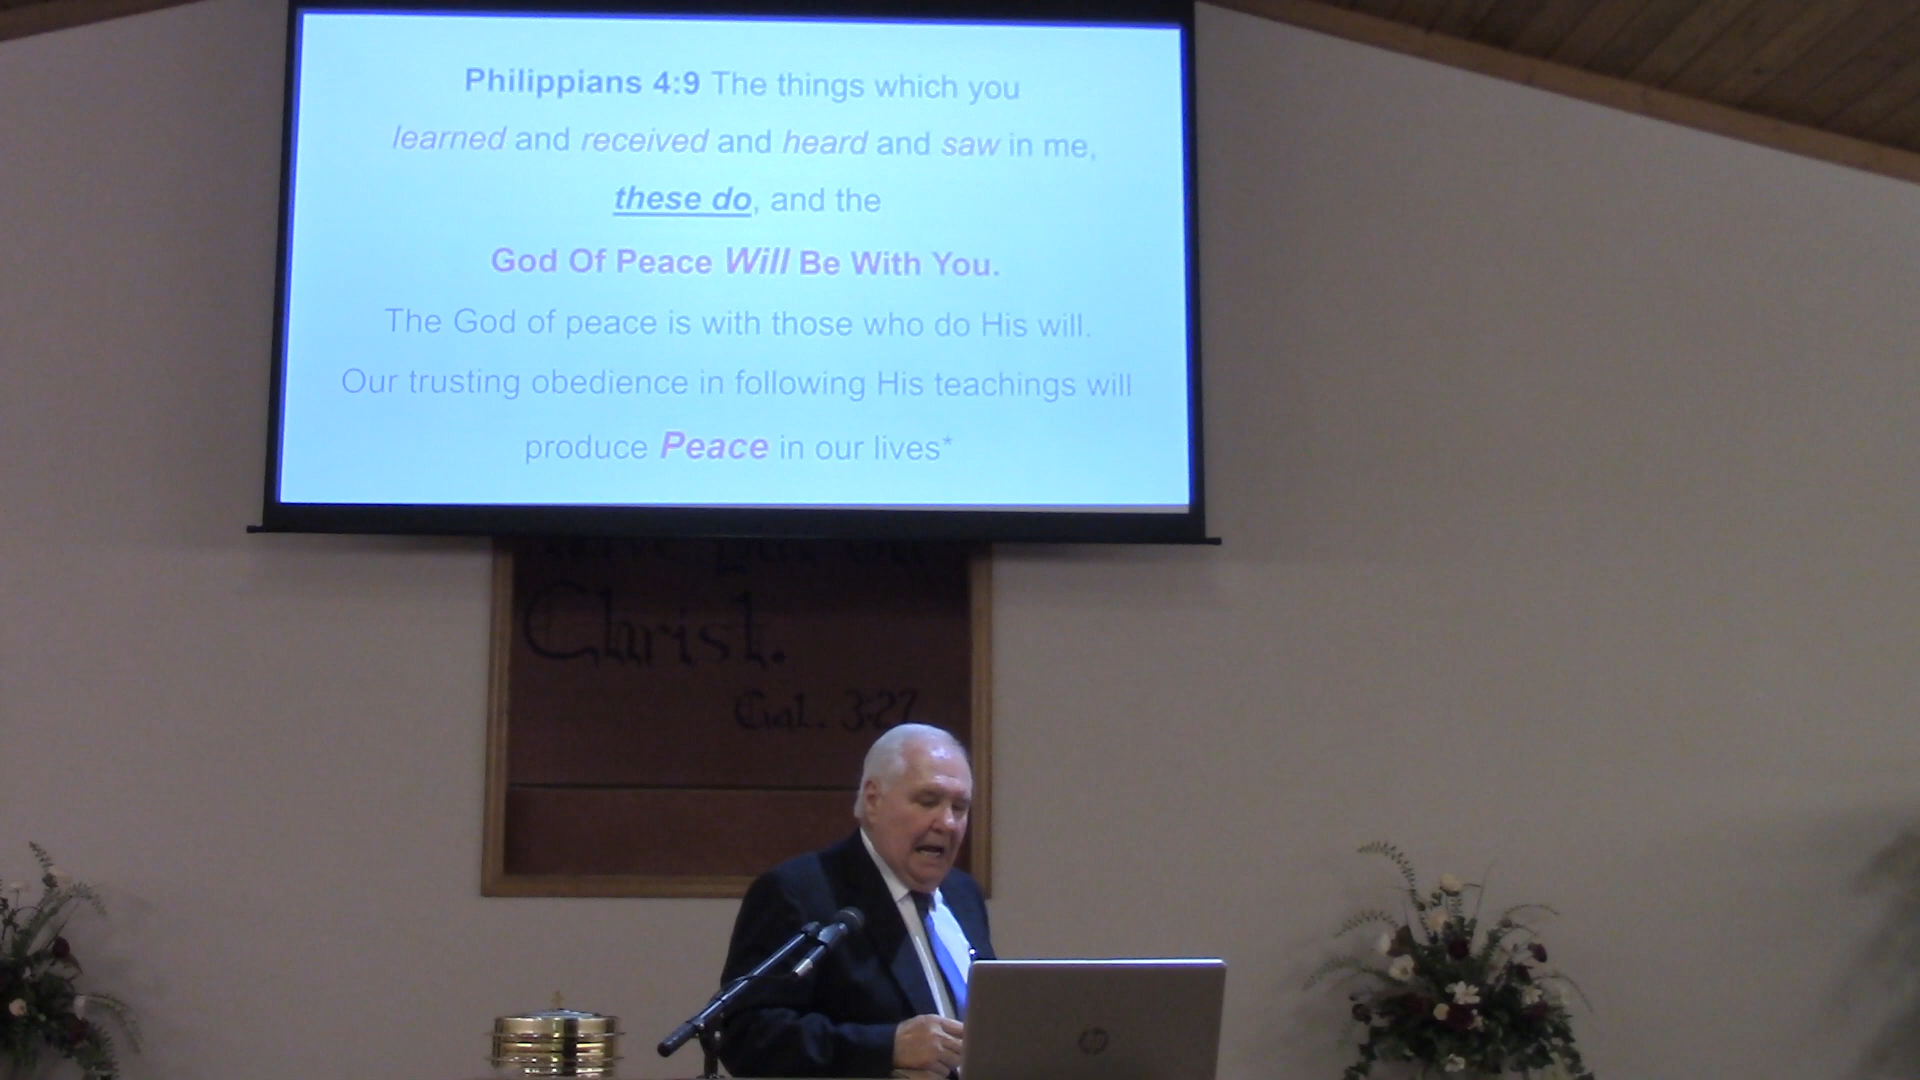 Philippians 4:9 The things which you
learned and received and heard and saw in me,
these do, and the
God Of Peace Will Be With You.
The God of peace is with those who do His will.
Our trusting obedience in following His teachings will
produce Peace in our lives*
Christ.
Gal. 3:27
hp